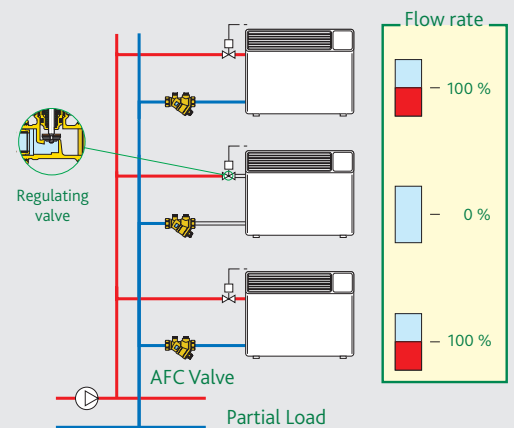 Flow rate
100 %
Regulating
valve
0 %
100 %
AFC Valve
Partial Load